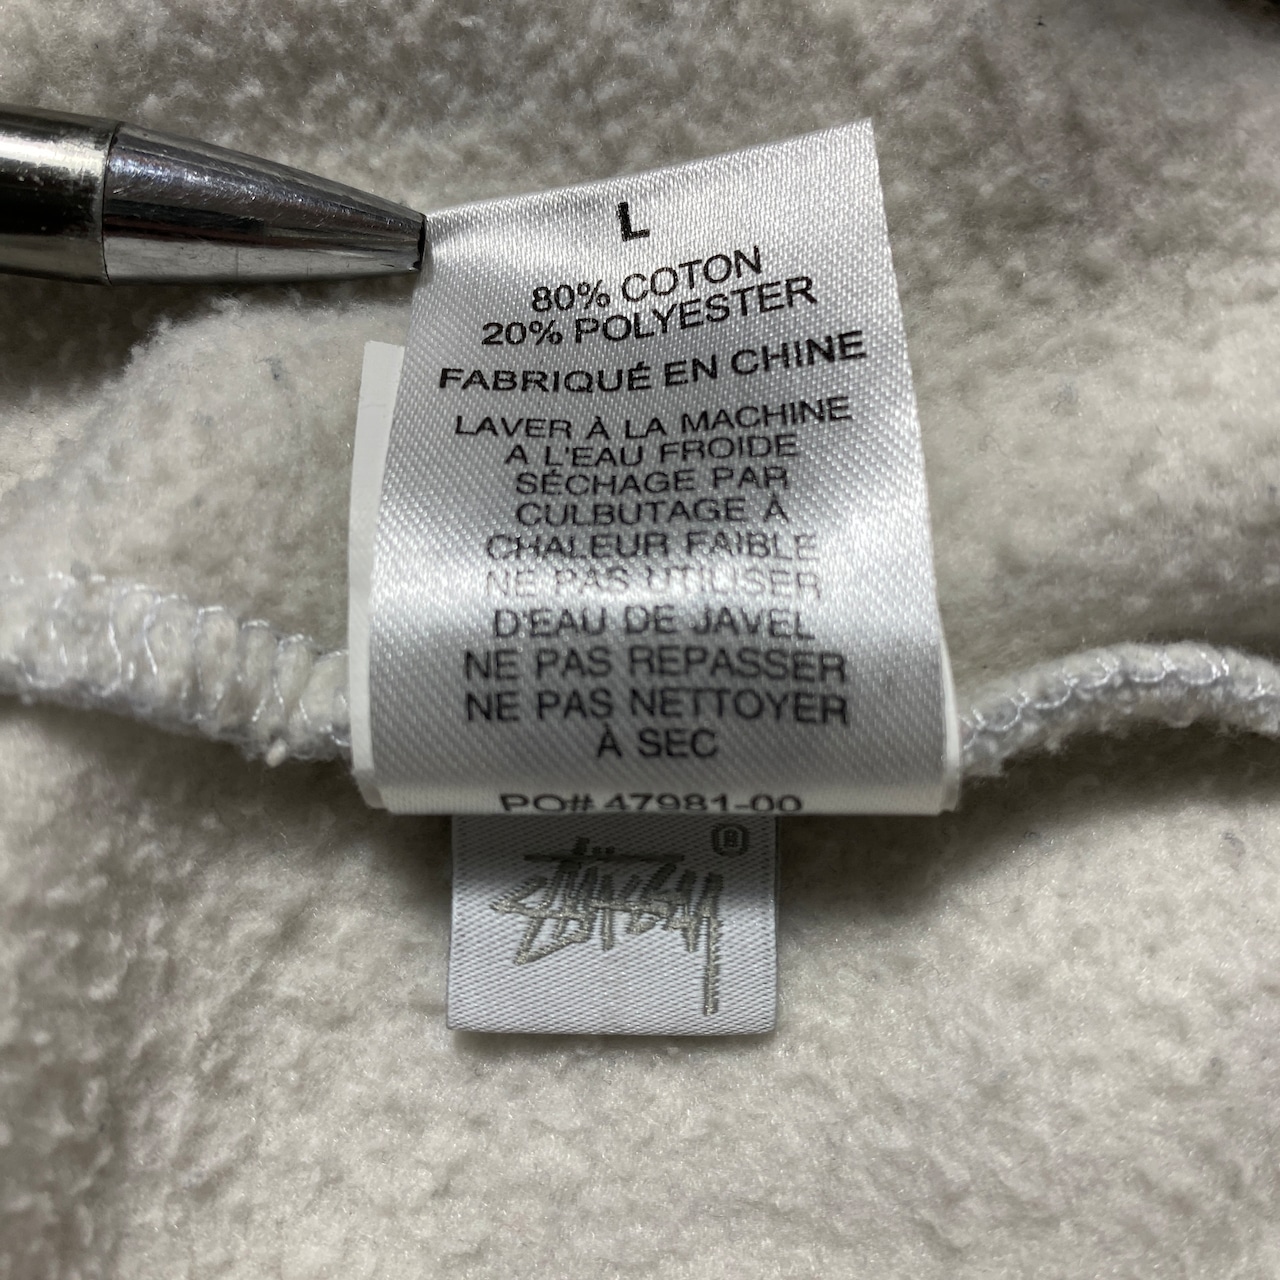 L
80% COTON
20% POLYESTER
FABRIQUÉ EN CHINE
LAVER À LA MACHINE
A L'EAU FROIDE
SÉCHAGE PAR
CULBUTAGE À
CHALEUR FAIBLE
NE PAS UTILISER
D'EAU DE JAVEL
NE PAS REPASSER
NE PAS NETTOYER
À SEC
PO# 47981-00
®
STÜSSY